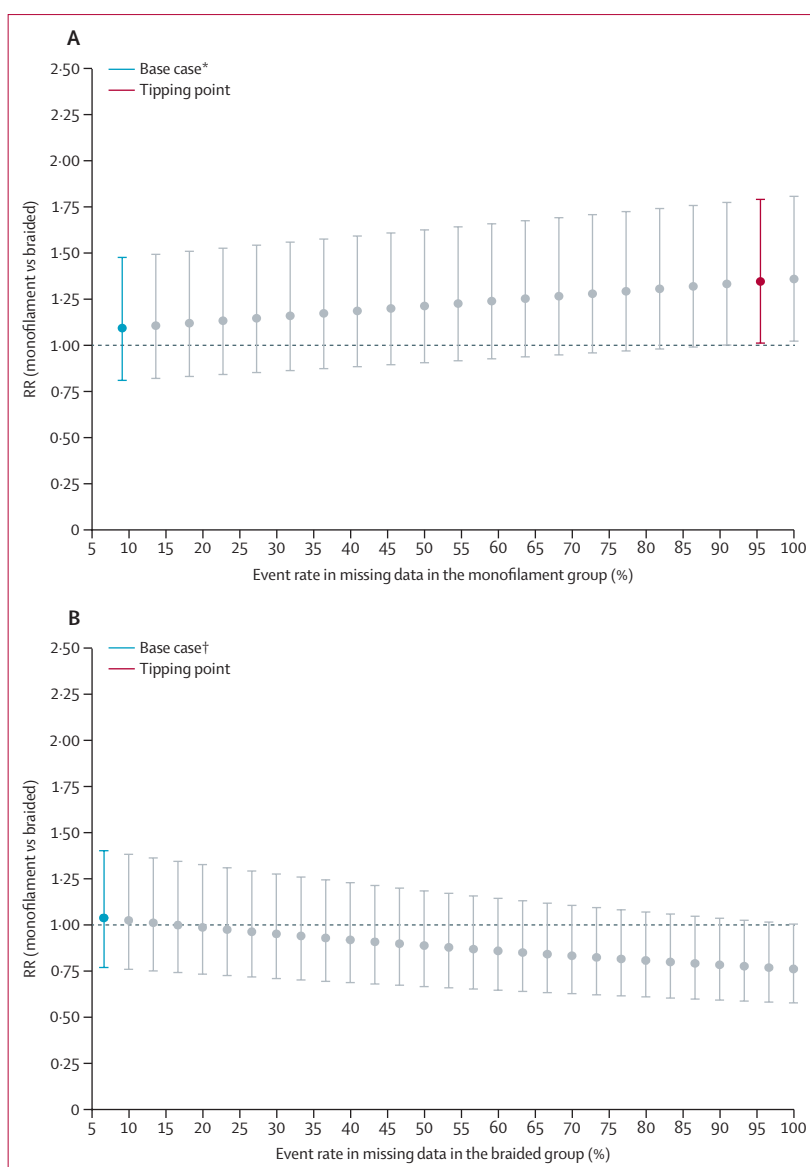 A
2·50
Base case*
Tipping point
2·25
2·00
1·75
1·50
1·25
1·00
0·75
0·50
0·25
0
RR (monofilament vs braided)
5 10 15 20 25 30 35 40 45 50 55 60 65 70 75 80 85 90 95 100
Event rate in missing data in the monofilament group (%)
B
2·50
Base case†
Tipping point
2·25
2·00
1·75
1·50
1·25
1·00
0·75
0·50
0·25
0
RR (monofilament vs braided)
5 10 15 20 25 30 35 40 45 50 55 60 65 70 75 80 85 90 95 100
Event rate in missing data in the braided group (%)